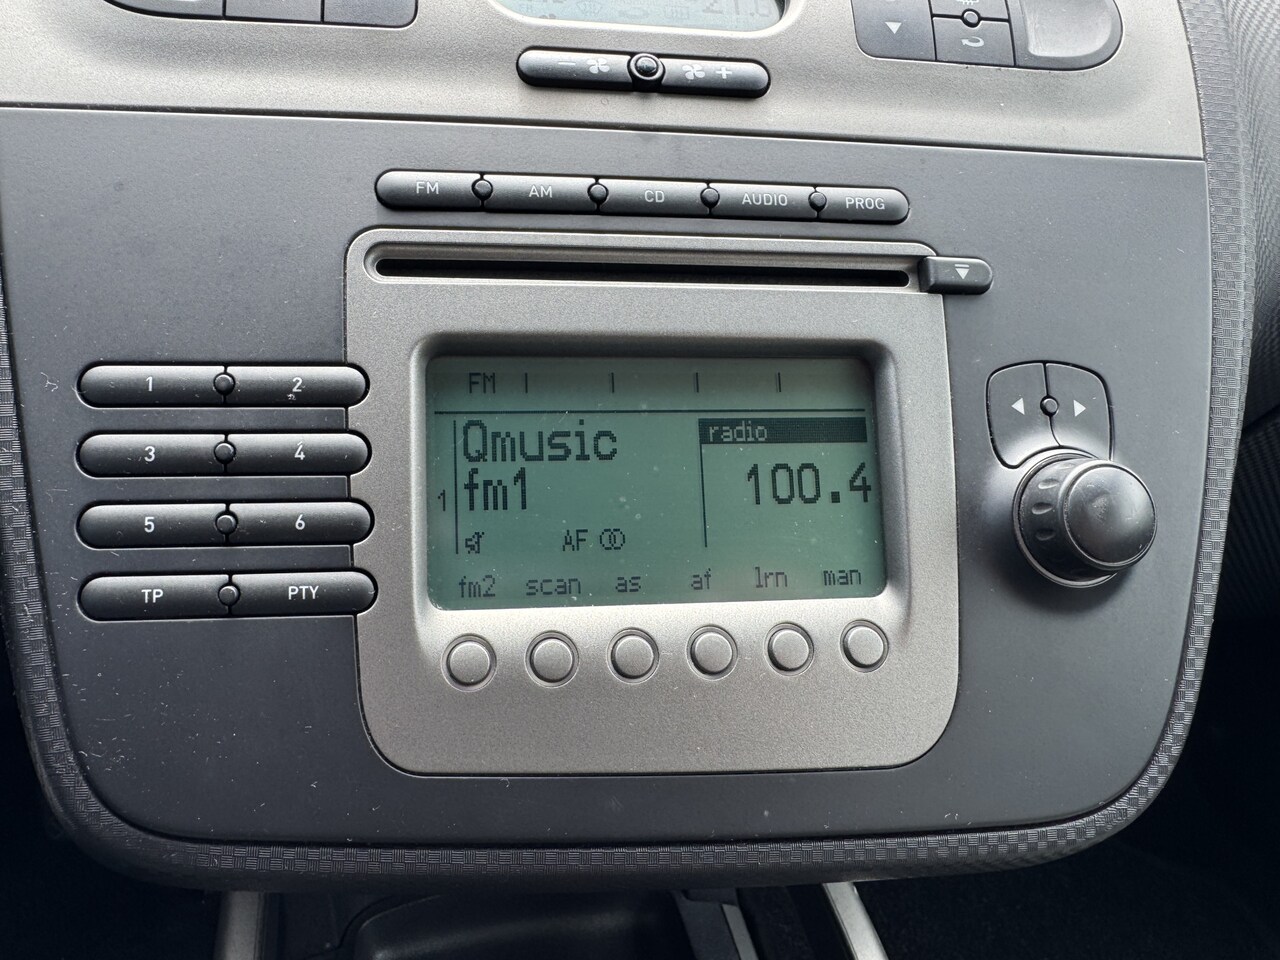 FM AM CD AUDIO PROG
1 2
3 4
5 6
TP PTY
FM
Qmusic radio
fm1 100.4
1
AF
fm2 scan as af lrn man